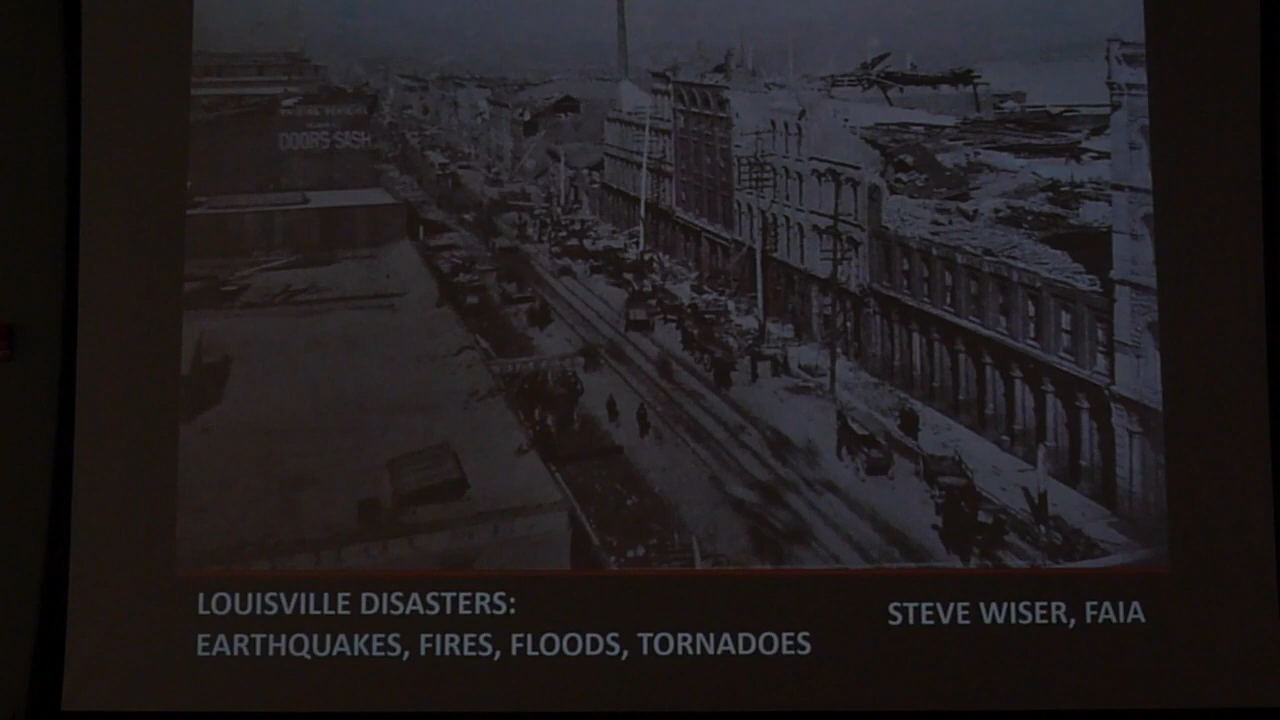 DOORS SASH
LOUISVILLE DISASTERS:
EARTHQUAKES, FIRES, FLOODS, TORNADOES
STEVE WISER, FAIA